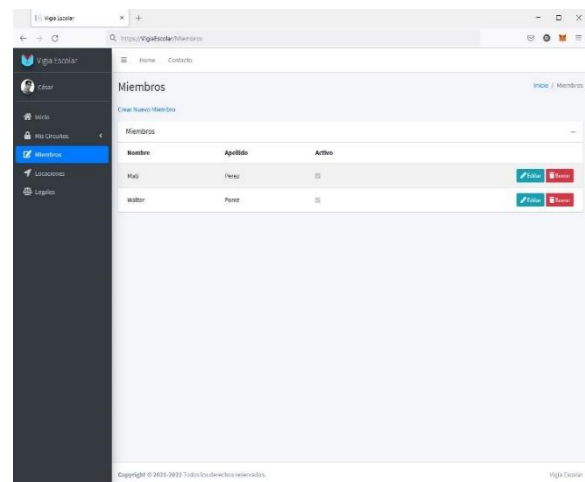 Vigia Escolar
https://VigiaEscolar/Miembros
Vigia Escolar
Home Contacto
César
Miembros
Inicio / Miembros
Inicio
Crear Nuevo Miembro
Mis Circuitos
Miembros
Miembros
Nombre Apellido Activo
Locaciones
Mati Perez Editar Borrar
Legales
Walter Perez Editar Borrar
Copyright © 2021-2022 Todos los derechos reservados.
Vigia Escolar